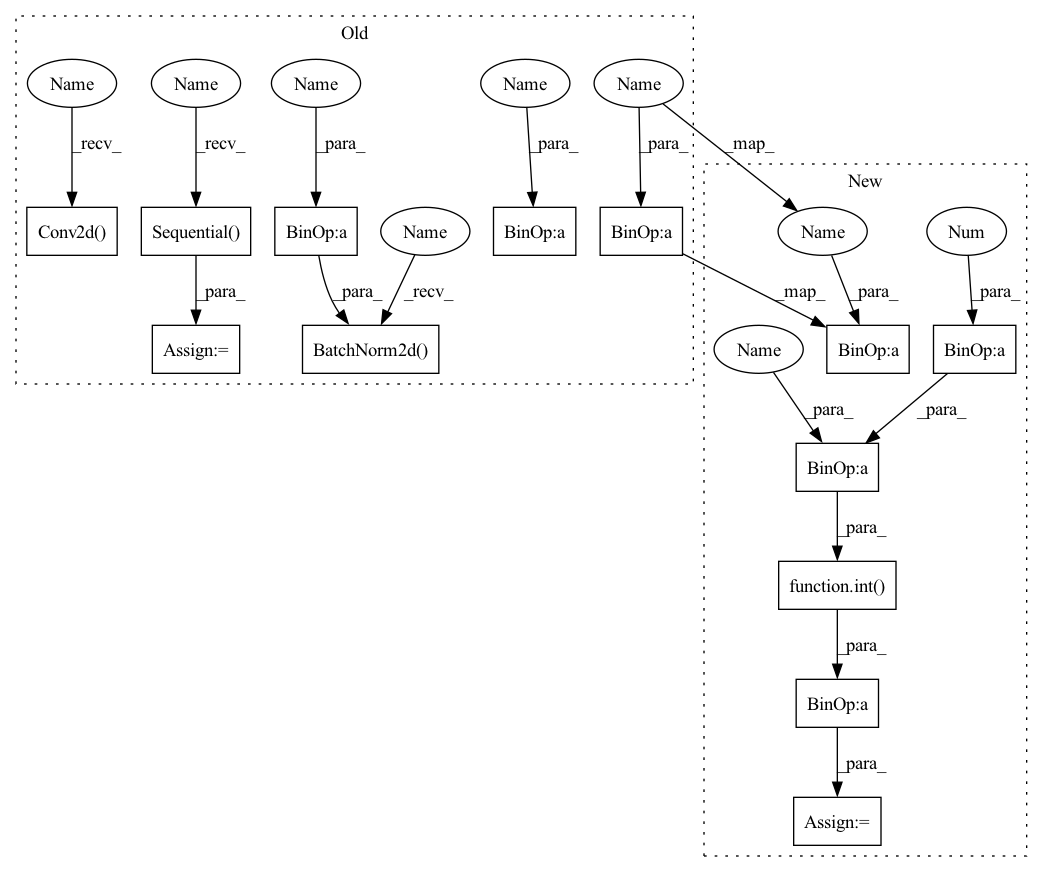 Old
Name Name Name Name Name
_recv_ _recv_ _para_ _para_ _para_ _map_
New
Conv2d() Sequential() BinOp:a Name BinOp:a BinOp:a Name Num
_para_ _para_ _recv_ _map_ _para_ _para_
Assign:= BatchNorm2d() Name BinOp:a BinOp:a
_para_ _para_
BinOp:a
_para_
function.int()
_para_
BinOp:a
_para_
Assign:=